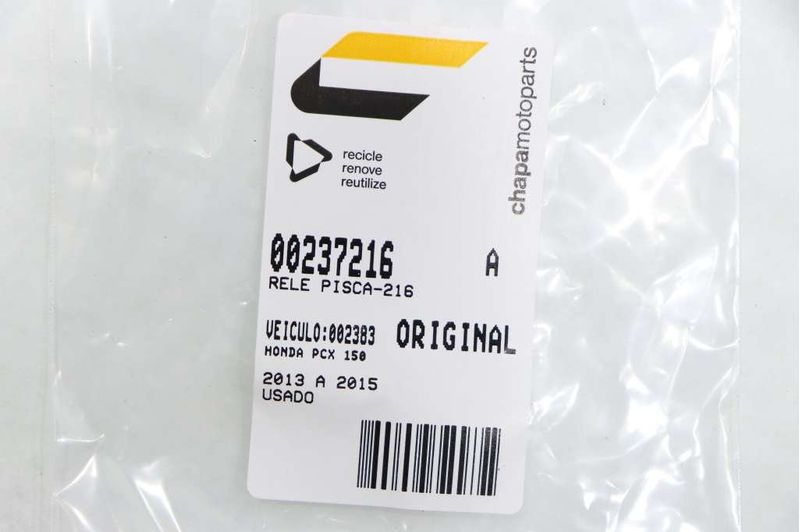 chapamotoparts
recicle
renove
reutilize
00237216 A
RELE PISCA-216
VEICULO:002383 ORIGINAL
HONDA PCX 150
2013 A 2015
USADO